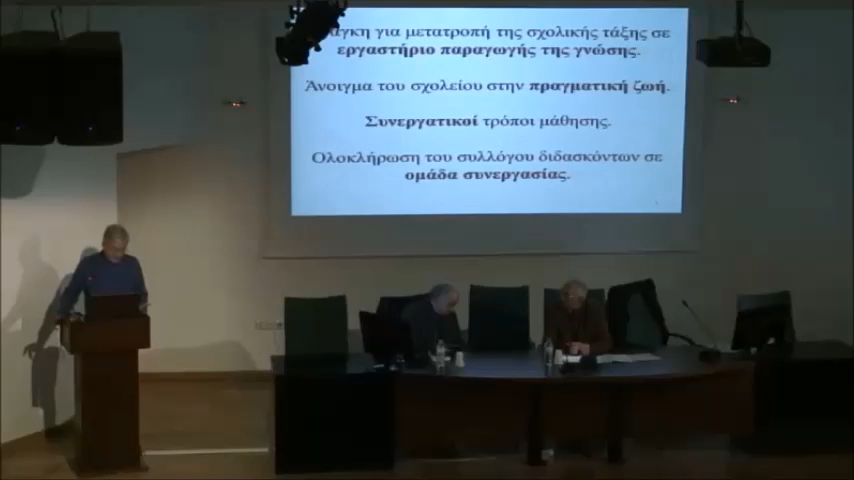 για μετατροπή της σχολικής τάξης σε
εργαστήριο παραγωγής της γνώσης.
Άνοιγμα του σχολείου στην πραγματική ζωή.
Συνεργατικοί τρόποι μάθησης.
Ολοκλήρωση του συλλόγου διδασκόντων σε
ομάδα συνεργασίας.